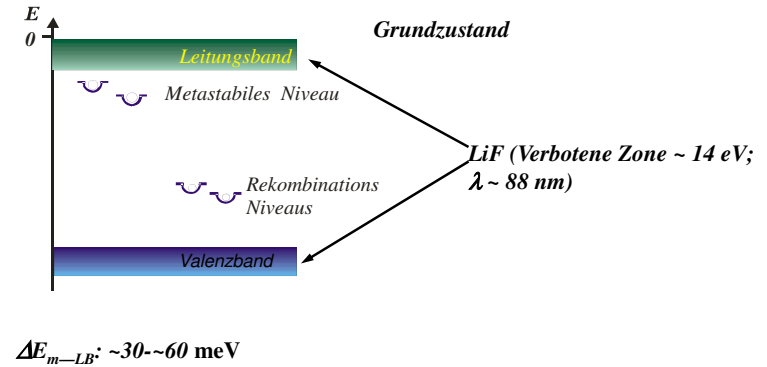 E
0
Grundzustand
Leitungsband
Metastabiles Niveau
LiF (Verbotene Zone ~ 14 eV;
λ ~ 88 nm)
Rekombinations
Niveaus
Valenzband
ΔEm—LB: ~30-~60 meV